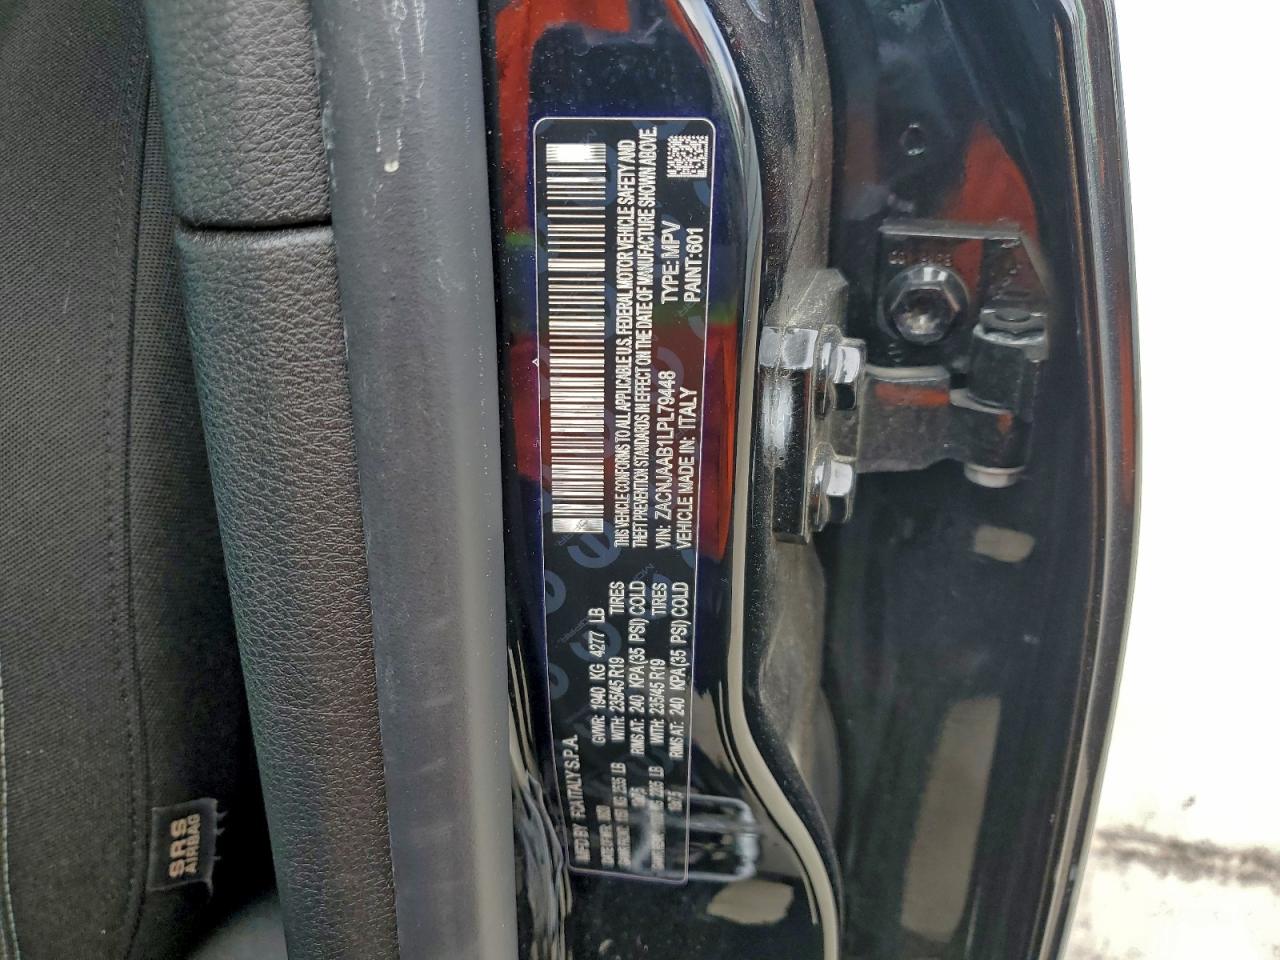 MFD BY FCA ITALY S.P.A. GWWR: 1940 KG 4277 LB
WITH: 235/45 R19 TIRES
2535 LB RIMS AT: 240 KPA(35 PSI) COLD
WITH: 235/45 R19 TIRES
RIMS AT: 240 KPA(35 PSI) COLD
THIS VEHICLE CONFORMS TO ALL APPLICABLE U.S. FEDERAL MOTOR VEHICLE SAFETY AND
THEFT PREVENTION STANDARDS IN EFFECT ON THE DATE OF MANUFACTURE SHOWN ABOVE.
VIN: ZACNJAAB1LPL79448 TYPE: MPV
VEHICLE MADE IN: ITALY PAINT: 601
SRS
AIRBAG